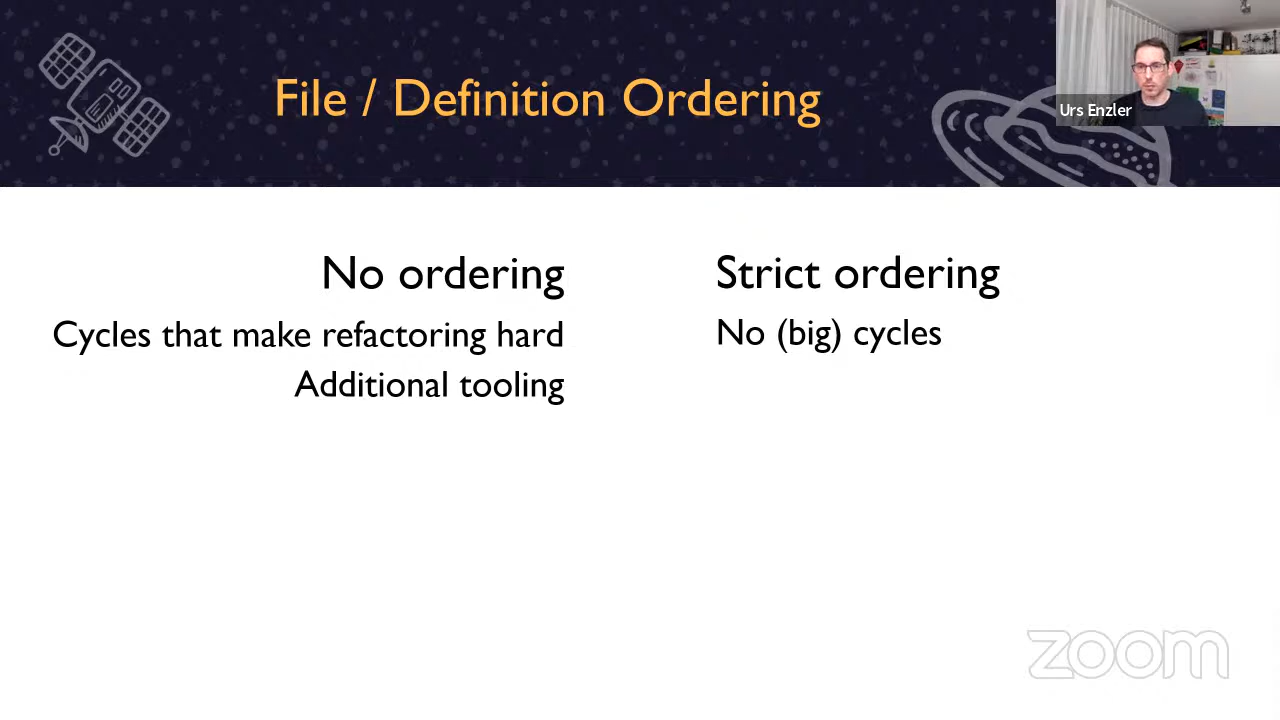 File / Definition Ordering
Urs Enzler
No ordering
Cycles that make refactoring hard
Additional tooling
Strict ordering
No (big) cycles
zoom